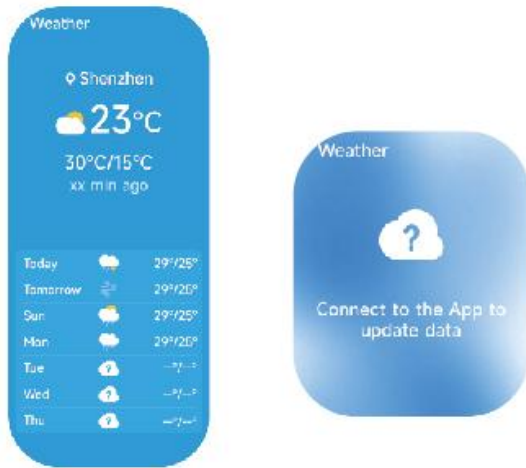 Weather
Shenzhen
23°C
30°C/15°C
xx min ago
Today 29°/25°
Tomorrow 29°/25°
Sun 29°/25°
Mon 29°/25°
Tue --°/--°
Wed --°/--°
Thu --°/--°
Weather
?
Connect to the App to
update data